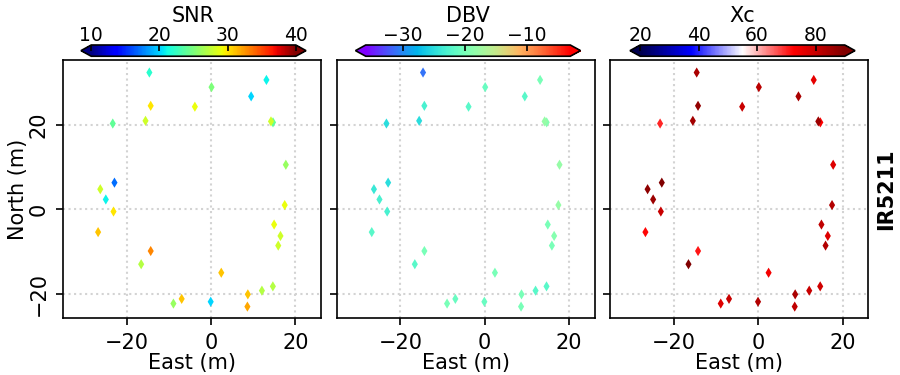 SNR DBV Xc
10 20 30 40 −30 −20 −10 20 40 60 80
North (m)
20
0
−20
−20 0 20 −20 0 20 −20 0 20
East (m) East (m) East (m)
IR5211